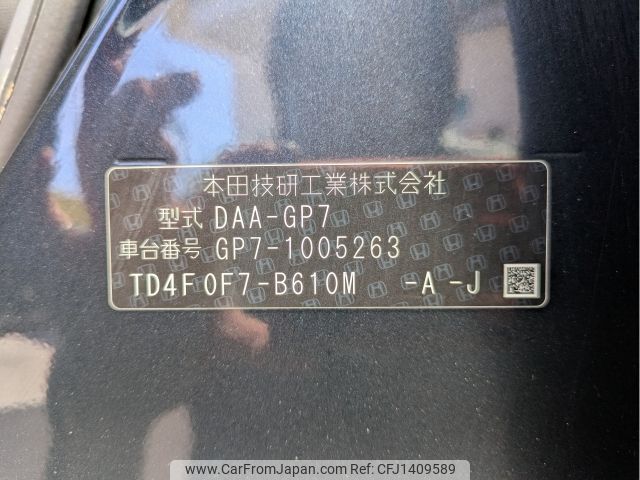 本田技研工業株式会社
型式 DAA-GP7
車台番号 GP7-1005263
TD4F0F7-B610M -A -J
www.CarFromJapan.com | Ref:No: CFJ1409589